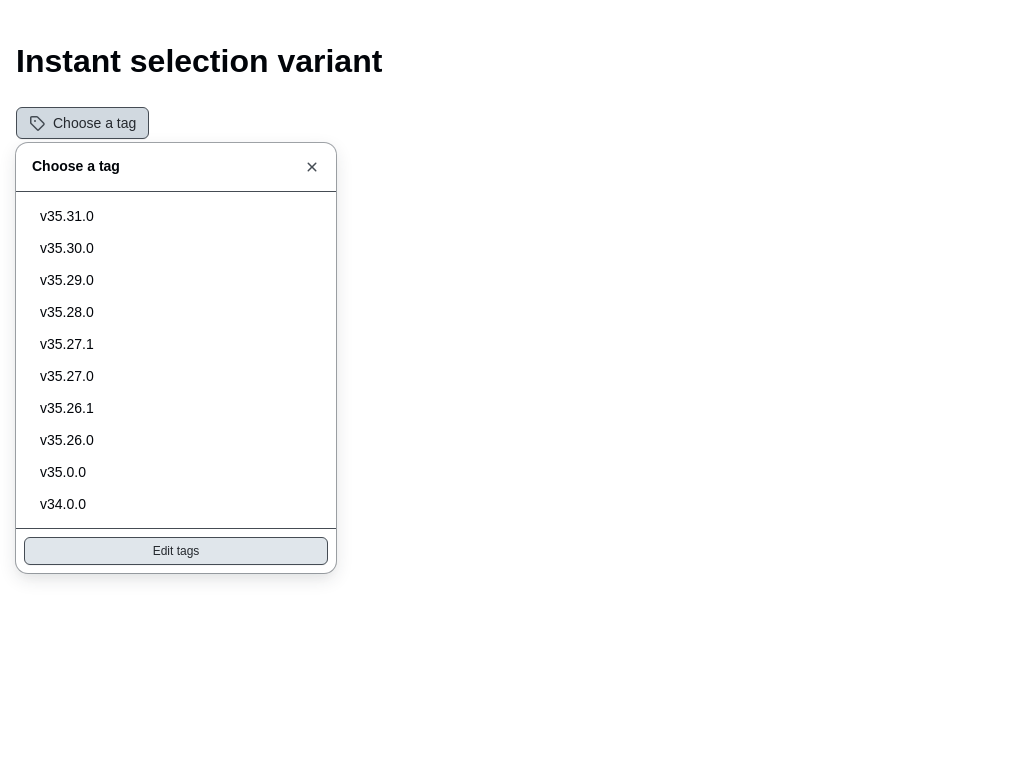 Instant selection variant
Choose a tag
Choose a tag
v35.31.0
v35.30.0
v35.29.0
v35.28.0
v35.27.1
v35.27.0
v35.26.1
v35.26.0
v35.0.0
v34.0.0
Edit tags